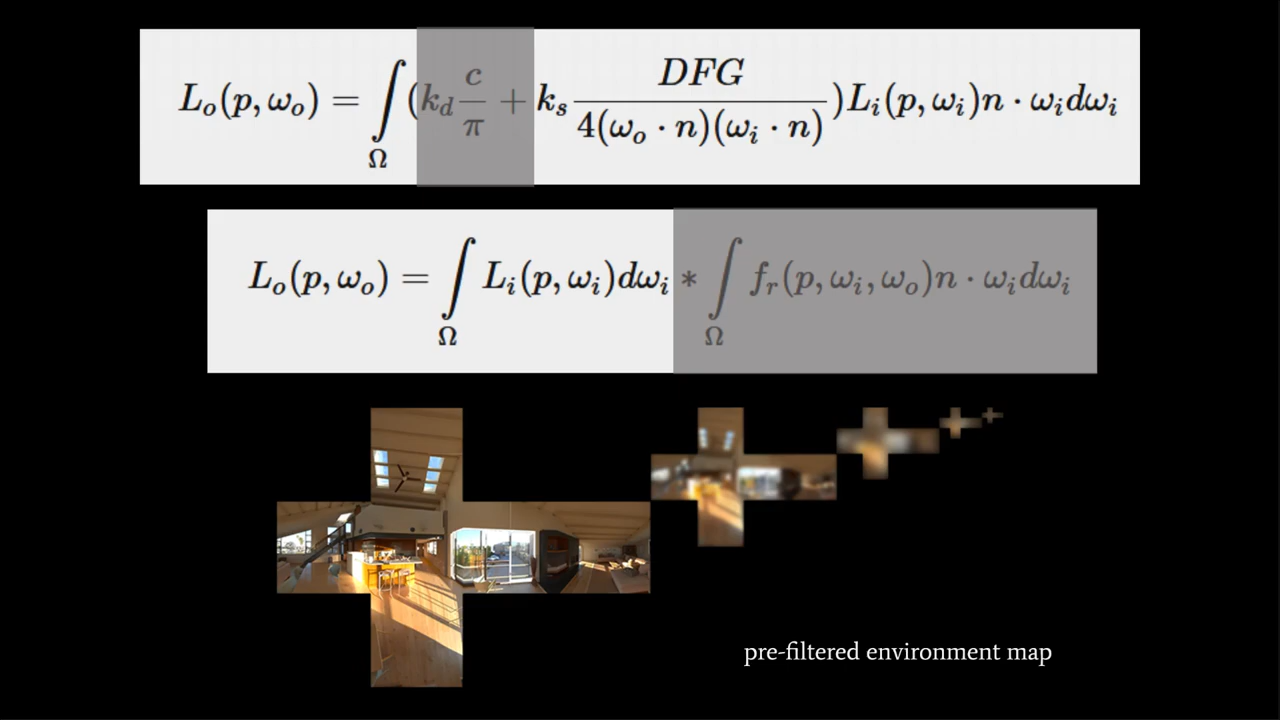 L_o(p, ω_o) = ∫_Ω (k_d c/π + k_s DFG/4(ω_o · n)(ω_i · n))L_i(p, ω_i)n · ω_i dω_i
L_o(p, ω_o) = ∫_Ω L_i(p, ω_i)dω_i * ∫_Ω f_r(p, ω_i, ω_o)n · ω_i dω_i
pre-filtered environment map